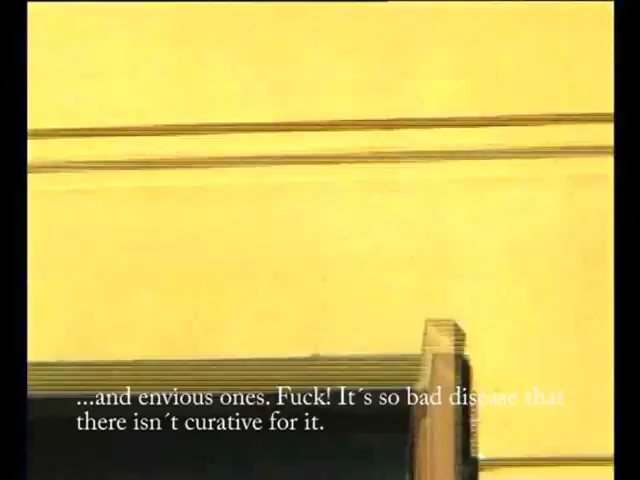 ...and envious ones. Fuck! It´s so bad disease that
there isn´t curative for it.